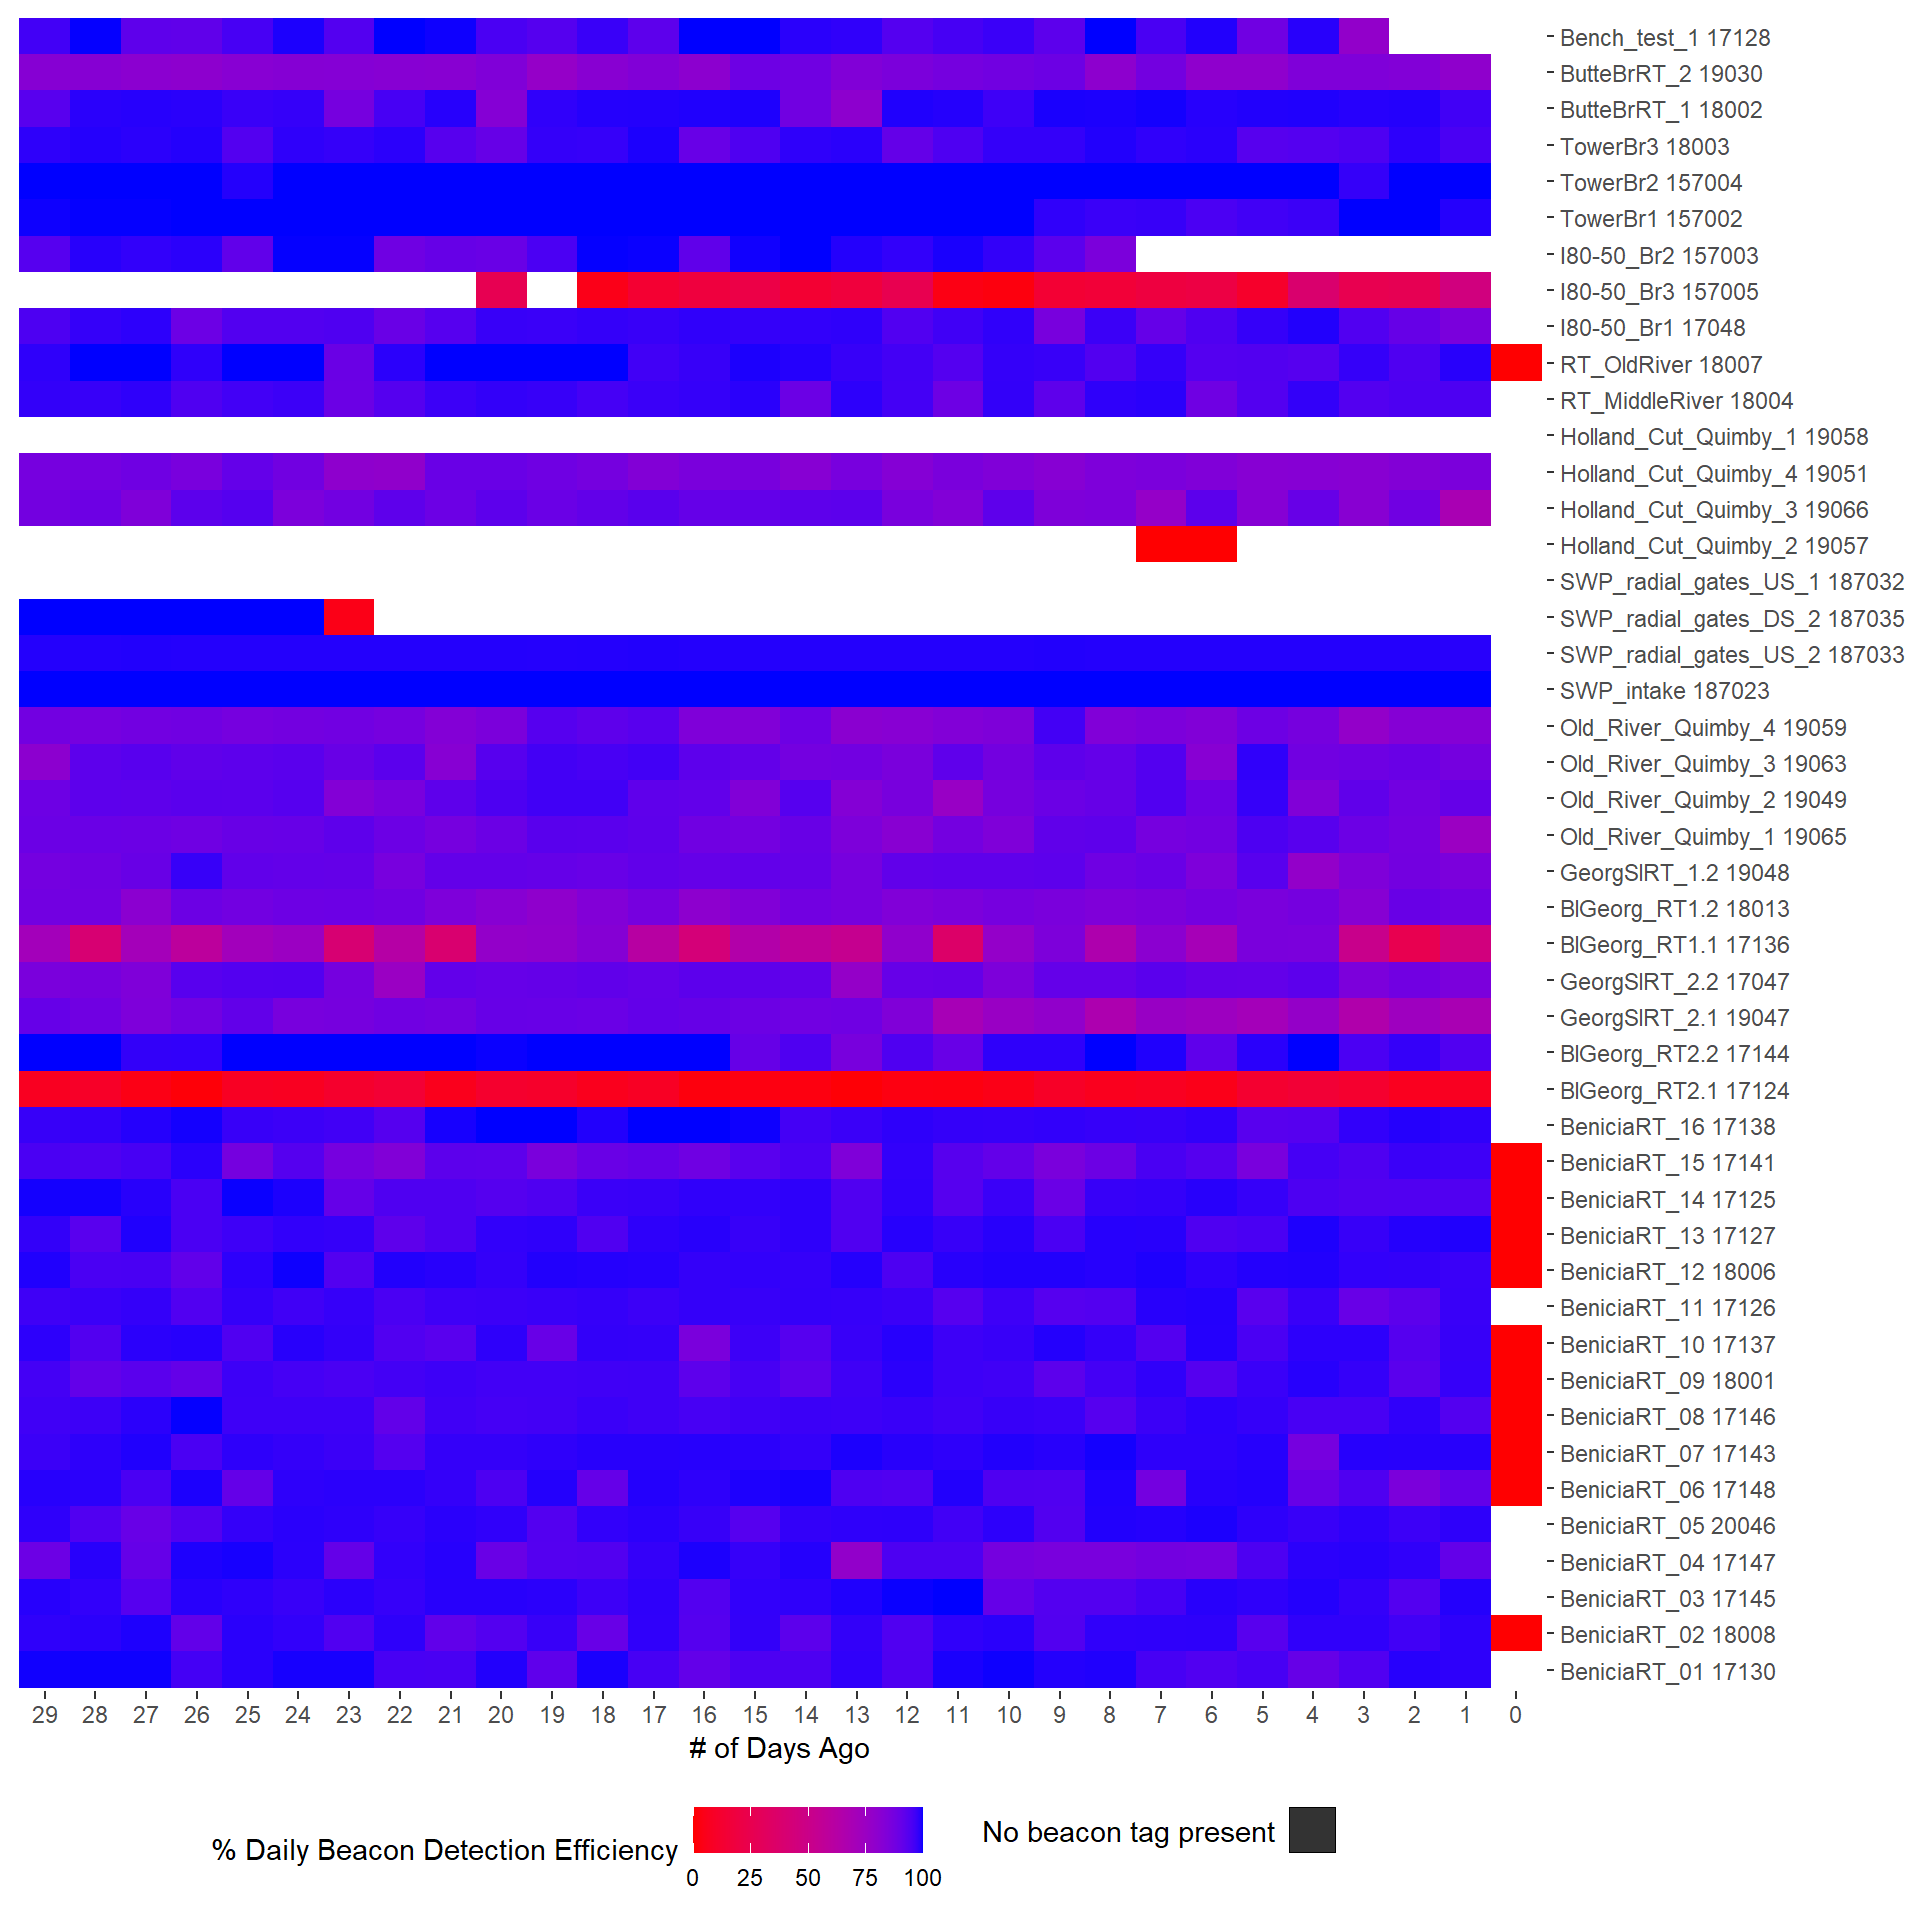 Bench_test_1 17128
ButteBrRT_2 19030
ButteBrRT_1 18002
TowerBr3 18003
TowerBr2 157004
TowerBr1 157002
I80-50_Br2 157003
I80-50_Br3 157005
I80-50_Br1 17048
RT_OldRiver 18007
RT_MiddleRiver 18004
Holland_Cut_Quimby_1 19058
Holland_Cut_Quimby_4 19051
Holland_Cut_Quimby_3 19066
Holland_Cut_Quimby_2 19057
SWP_radial_gates_US_1 187032
SWP_radial_gates_DS_2 187035
SWP_radial_gates_US_2 187033
SWP_intake 187023
Old_River_Quimby_4 19059
Old_River_Quimby_3 19063
Old_River_Quimby_2 19049
Old_River_Quimby_1 19065
GeorgSlRT_1.2 19048
BlGeorg_RT1.2 18013
BlGeorg_RT1.1 17136
GeorgSlRT_2.2 17047
GeorgSlRT_2.1 19047
BlGeorg_RT2.2 17144
BlGeorg_RT2.1 17124
BeniciaRT_16 17138
BeniciaRT_15 17141
BeniciaRT_14 17125
BeniciaRT_13 17127
BeniciaRT_12 18006
BeniciaRT_11 17126
BeniciaRT_10 17137
BeniciaRT_09 18001
BeniciaRT_08 17146
BeniciaRT_07 17143
BeniciaRT_06 17148
BeniciaRT_05 20046
BeniciaRT_04 17147
BeniciaRT_03 17145
BeniciaRT_02 18008
BeniciaRT_01 17130
29 28 27 26 25 24 23 22 21 20 19 18 17 16 15 14 13 12 11 10 9 8 7 6 5 4 3 2 1 0
# of Days Ago
% Daily Beacon Detection Efficiency
0 25 50 75 100
No beacon tag present